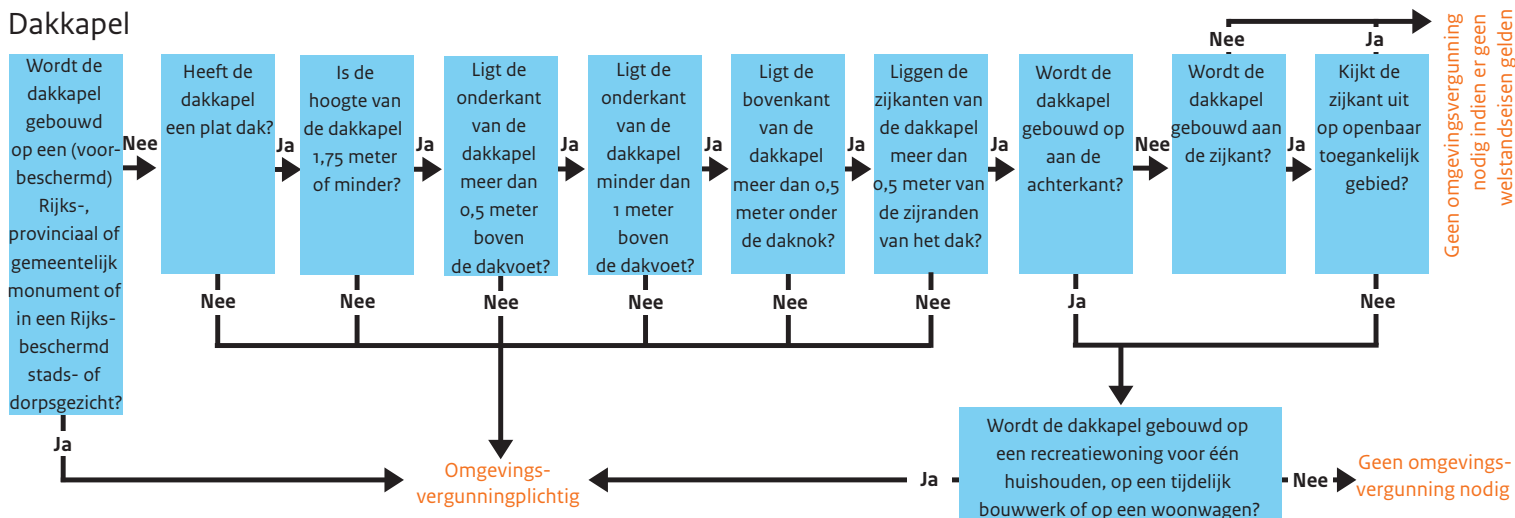 Dakkapel
Wordt de
dakkapel
gebouwd
op een (voor-
beschermd)
Rijks-,
provinciaal of
gemeentelijk
monument of
in een Rijks-
beschermd
stads- of
dorpsgezicht?
Nee
Ja
Heeft de
dakkapel
een plat dak?
Ja
Nee
Is de
hoogte van
de dakkapel
1,75 meter
of minder?
Ja
Nee
Ligt de
onderkant
van de
dakkapel
meer dan
0,5 meter
boven
de dakvoet?
Ja
Nee
Ligt de
onderkant
van de
dakkapel
minder dan
1 meter
boven
de dakvoet?
Ja
Nee
Ligt de
bovenkant
van de
dakkapel
meer dan 0,5
meter onder
de daknok?
Ja
Nee
Liggen de
zijkanten van
de dakkapel
meer dan
0,5 meter van
de zijranden
van het dak?
Ja
Nee
Wordt de
dakkapel
gebouwd op
aan de
achterkant?
Nee
Ja
Wordt de
dakkapel
gebouwd aan
de zijkant?
Nee
Ja
Kijkt de
zijkant uit
op openbaar
toegankelijk
gebied?
Ja
Nee
Geen omgevingsvergunning
nodig indien er geen
welstandseisen gelden
Omgevings-
vergunningplichtig
Ja
Wordt de dakkapel gebouwd op
een recreatiewoning voor één
huishouden, op een tijdelijk
bouwwerk of op een woonwagen?
Nee
Geen omgevings-
vergunning nodig